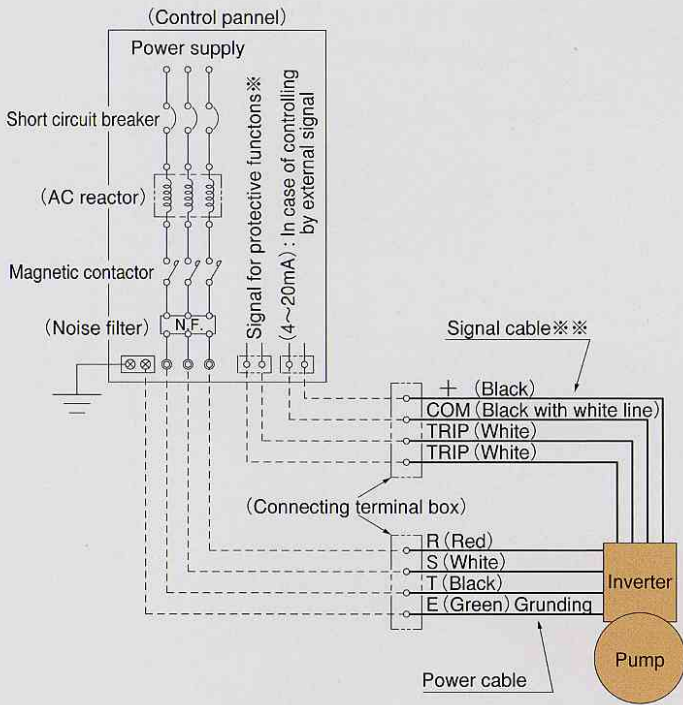 (Control pannel)
Power supply
Short circuit breaker
(AC reactor)
Magnetic contactor
(Noise filter)
N.F.
Signal for protective functons※
(4～20mA) : In case of controlling
by external signal
Signal cable※※
+ (Black)
COM (Black with white line)
TRIP (White)
TRIP (White)
(Connecting terminal box)
R (Red)
S (White)
T (Black)
E (Green) Grunding
Inverter
Pump
Power cable